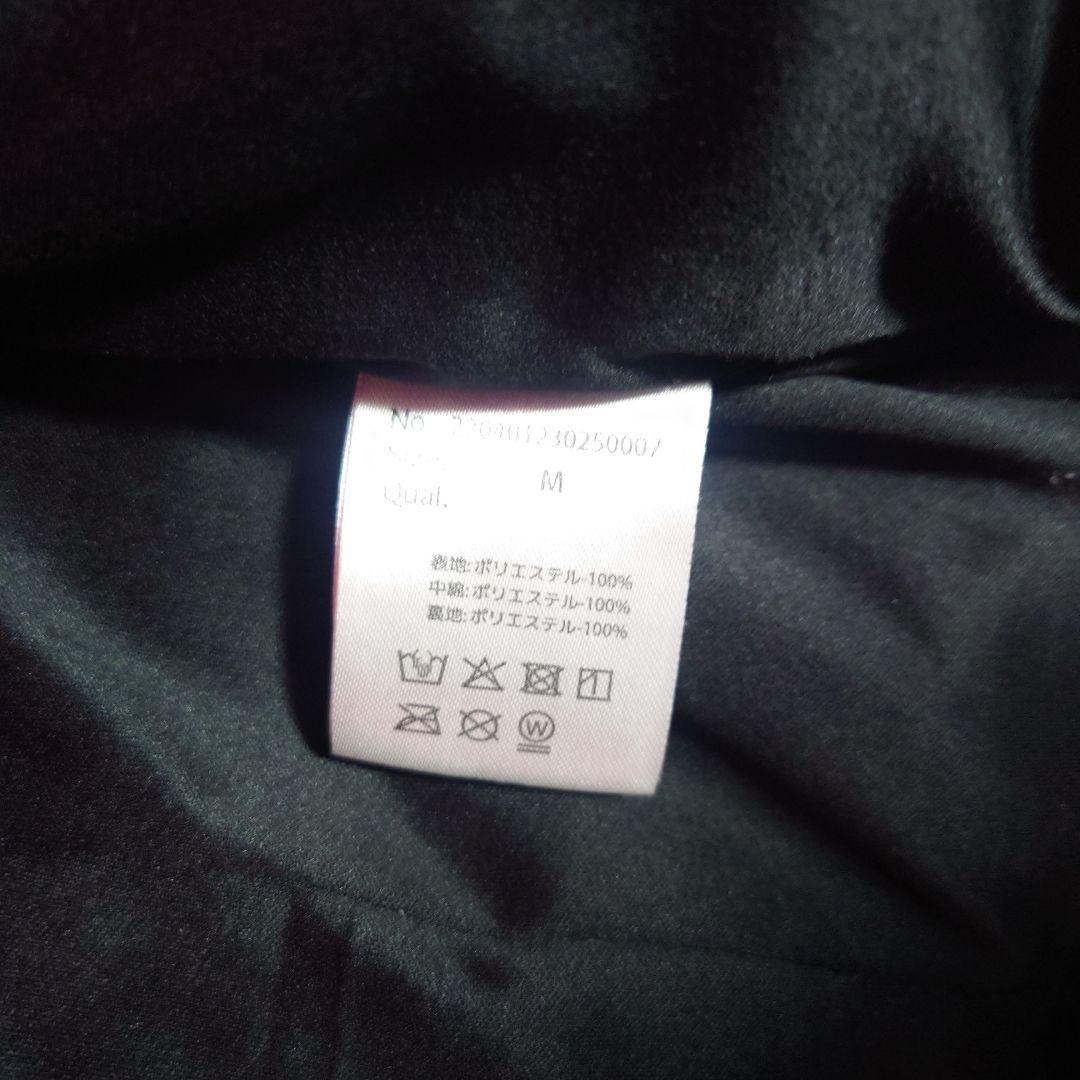 No. 220401230250007
Size. M
Qual.
表地:ポリエステル-100%
中綿:ポリエステル-100%
裏地:ポリエステル-100%
W